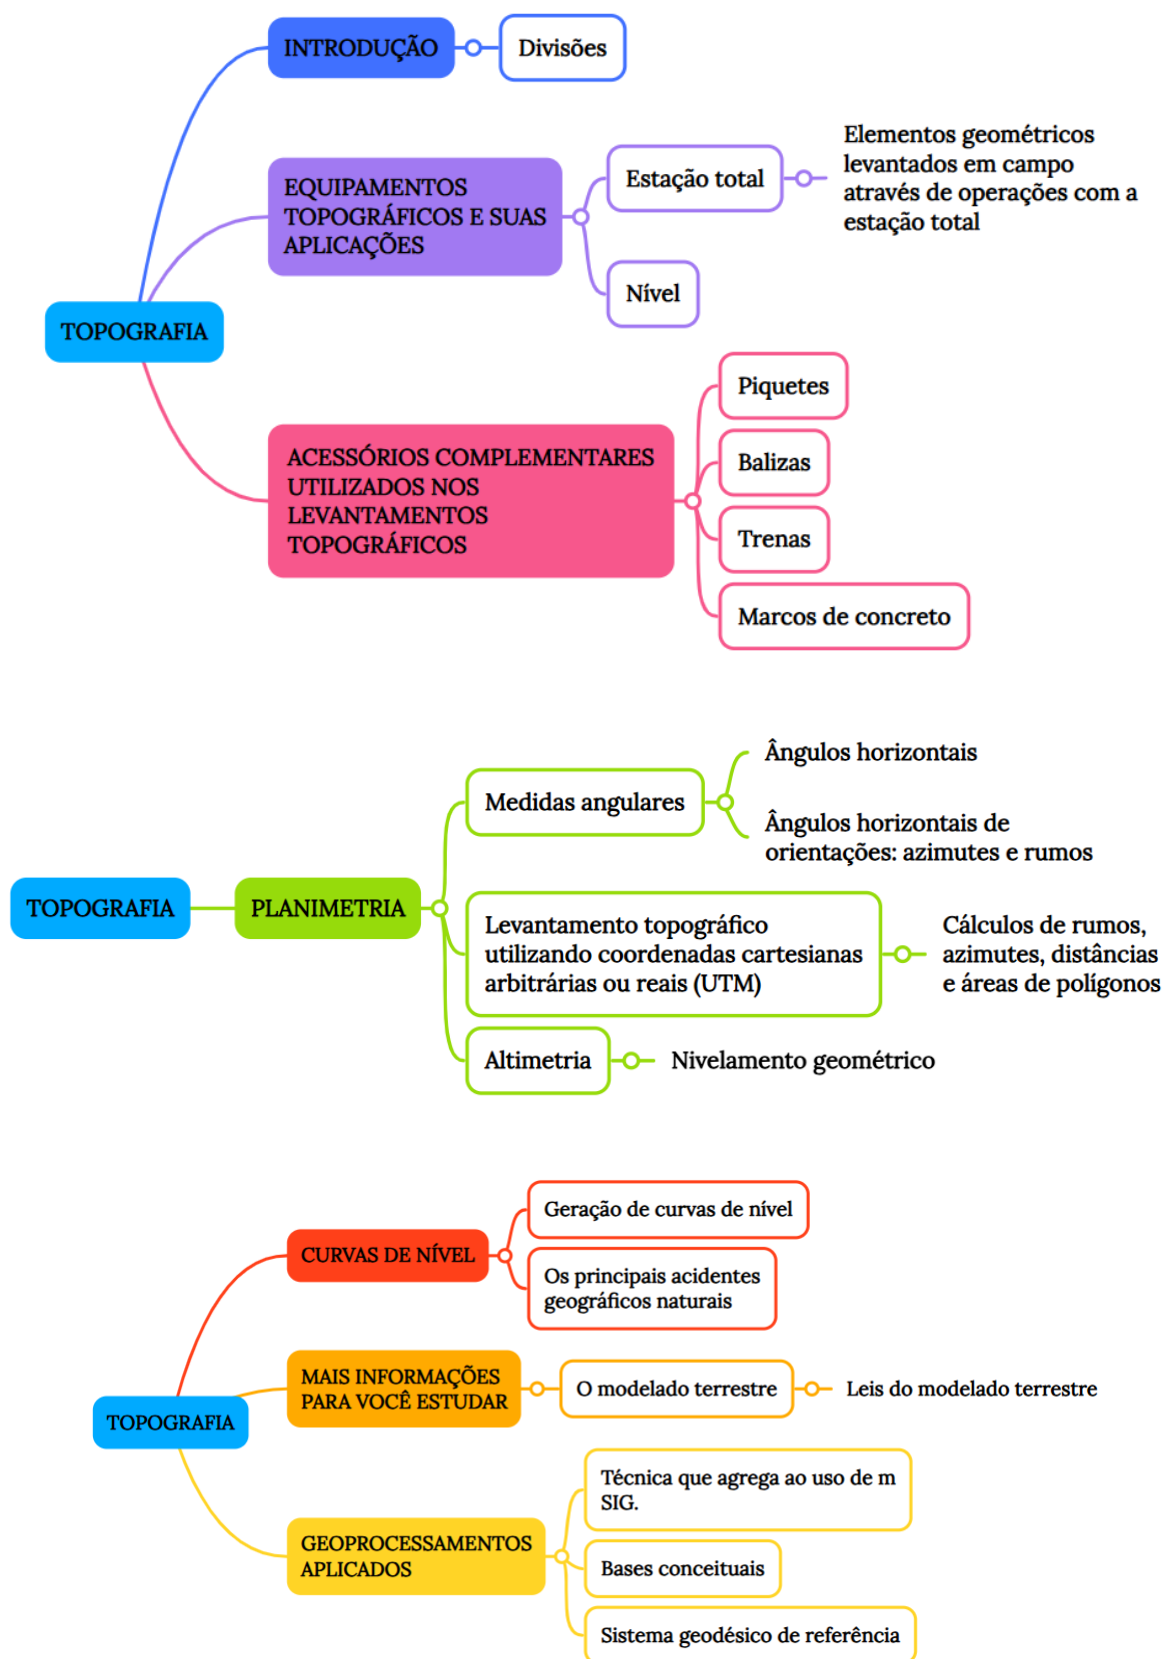 INTRODUÇÃO
Divisões
Elementos geométricos
levantados em campo
através de operações com a
estação total
Estação total
EQUIPAMENTOS
TOPOGRÁFICOS E SUAS
APLICAÇÕES
Nível
TOPOGRAFIA
Piquetes
ACESSÓRIOS COMPLEMENTARES
UTILIZADOS NOS
LEVANTAMENTOS
TOPOGRÁFICOS
Balizas
Trenas
Marcos de concreto
Ângulos horizontais
Medidas angulares
Ângulos horizontais de
orientações: azimutes e rumos
TOPOGRAFIA
PLANIMETRIA
Levantamento topográfico
utilizando coordenadas cartesianas
arbitrárias ou reais (UTM)
Cálculos de rumos,
azimutes, distâncias
e áreas de polígonos
Altimetria
Nivelamento geométrico
Geração de curvas de nível
CURVAS DE NÍVEL
Os principais acidentes
geográficos naturais
MAIS INFORMAÇÕES
PARA VOCÊ ESTUDAR
O modelado terrestre
Leis do modelado terrestre
TOPOGRAFIA
Técnica que agrega ao uso de m
SIG.
GEOPROCESSAMENTOS
APLICADOS
Bases conceituais
Sistema geodésico de referência